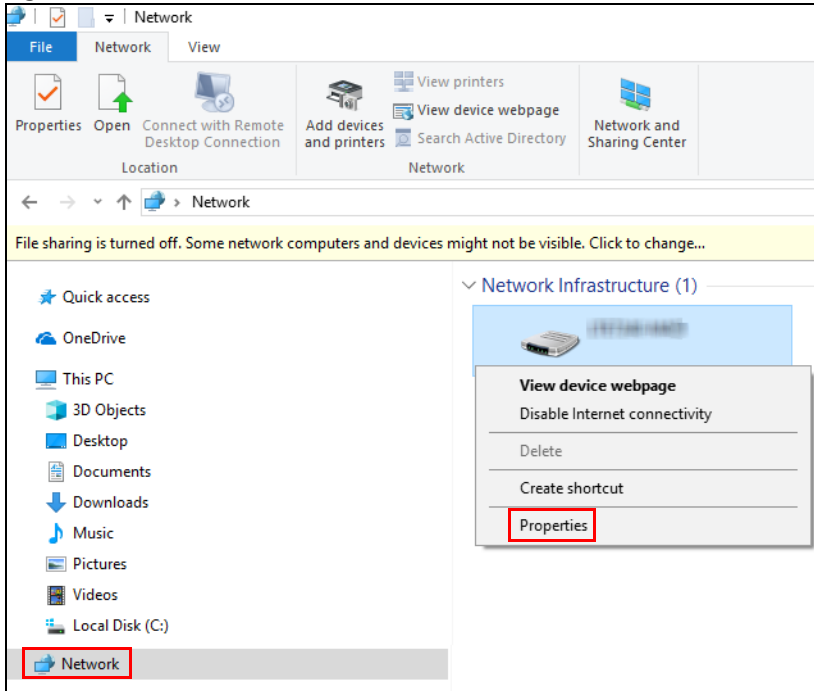 Network
File Network View
Properties Open Connect with Remote Desktop Connection
Location
Add devices and printers
View printers
View device webpage
Search Active Directory
Network
Network and Sharing Center
Network
File sharing is turned off. Some network computers and devices might not be visible. Click to change...
Quick access
OneDrive
This PC
3D Objects
Desktop
Documents
Downloads
Music
Pictures
Videos
Local Disk (C:)
Network
Network Infrastructure (1)
View device webpage
Disable Internet connectivity
Delete
Create shortcut
Properties